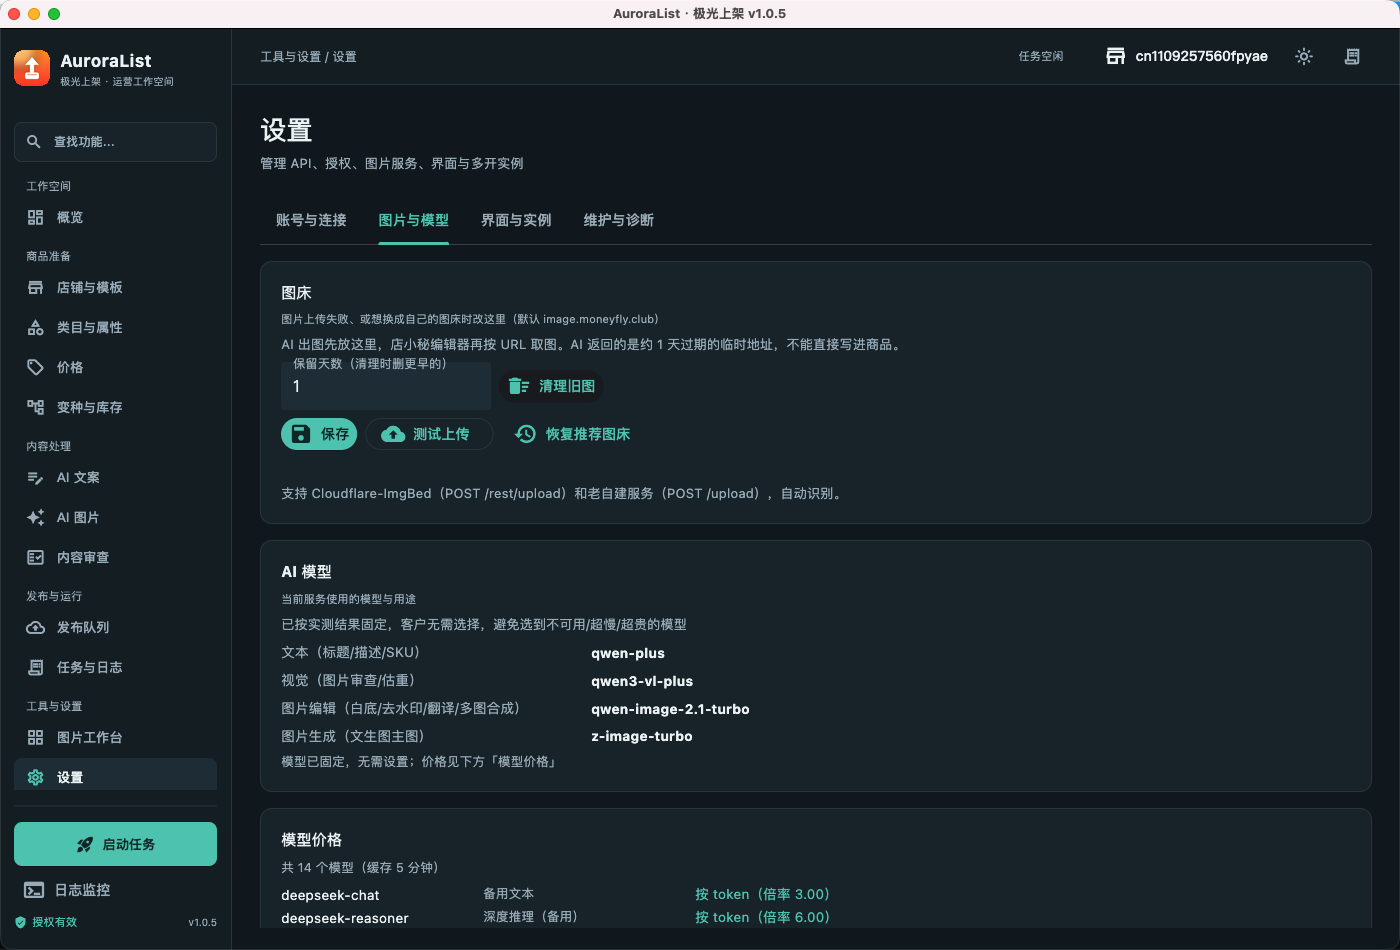 AuroraList · 极光上架 v1.0.5
AuroraList
极光上架 · 运营工作空间
查找功能...
工作空间
概览
商品准备
店铺与模板
类目与属性
价格
变种与库存
内容处理
AI 文案
AI 图片
内容审查
发布与运行
发布队列
任务与日志
工具与设置
图片工作台
设置
启动任务
日志监控
授权有效
v1.0.5
工具与设置 / 设置
任务空闲
cn1109257560fpyae
设置
管理 API、授权、图片服务、界面与多开实例
账号与连接
图片与模型
界面与实例
维护与诊断
图床
图片上传失败、或想换成自己的图床时改这里（默认 image.moneyfly.club）
AI 出图先放这里，店小秘编辑器再按 URL 取图。AI 返回的是约 1 天过期的临时地址，不能直接写进商品。
保留天数（清理时删更早的）
1
清理旧图
保存
测试上传
恢复推荐图床
支持 Cloudflare-ImgBed（POST /rest/upload）和老自建服务（POST /upload），自动识别。
AI 模型
当前服务使用的模型与用途
已按实测结果固定，客户无需选择，避免选到不可用/超慢/超贵的模型
文本（标题/描述/SKU） qwen-plus
视觉（图片审查/估重） qwen3-vl-plus
图片编辑（白底/去水印/翻译/多图合成） qwen-image-2.1-turbo
图片生成（文生图主图） z-image-turbo
模型已固定，无需设置；价格见下方「模型价格」
模型价格
共 14 个模型（缓存 5 分钟）
deepseek-chat 备用文本 按 token（倍率 3.00）
deepseek-reasoner 深度推理（备用） 按 token（倍率 6.00）